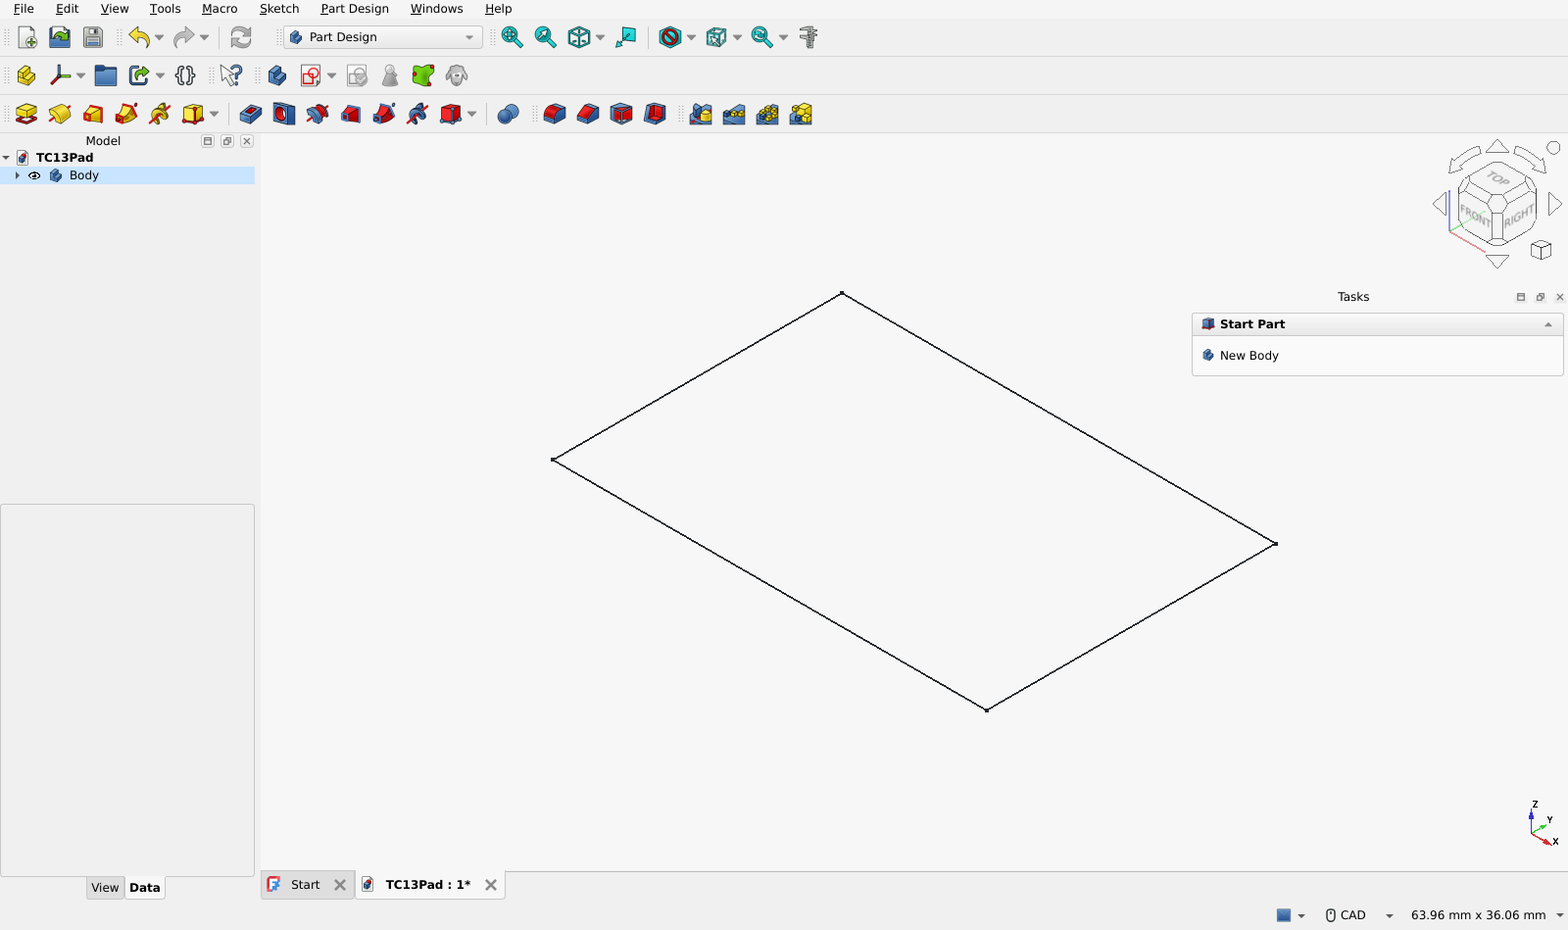 File Edit View Tools Macro Sketch Part Design Windows Help
Part Design
Model
TC13Pad
Body
TOP
FRONT
RIGHT
Tasks
Start Part
New Body
Z
Y
X
View Data
Start
TC13Pad : 1*
CAD
63.96 mm x 36.06 mm